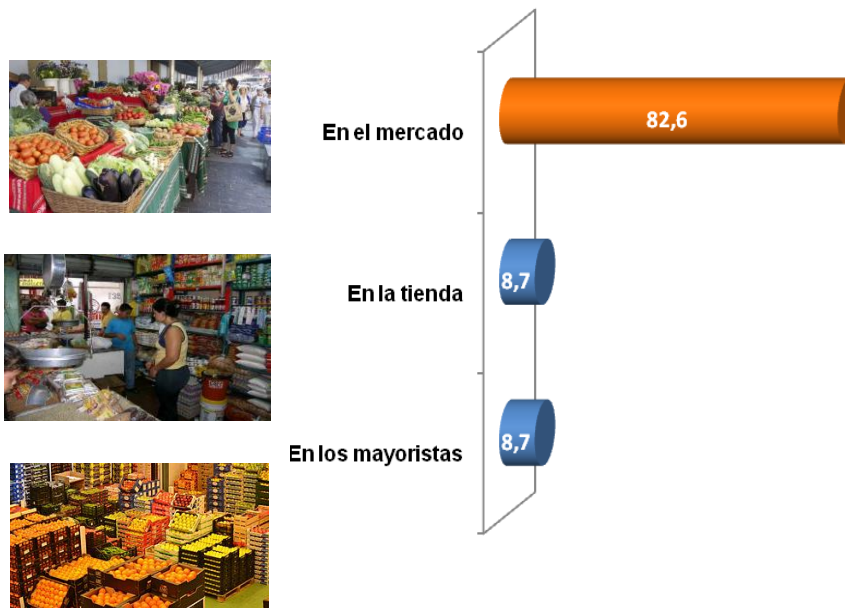 En el mercado
82,6
En la tienda
8,7
En los mayoristas
8,7